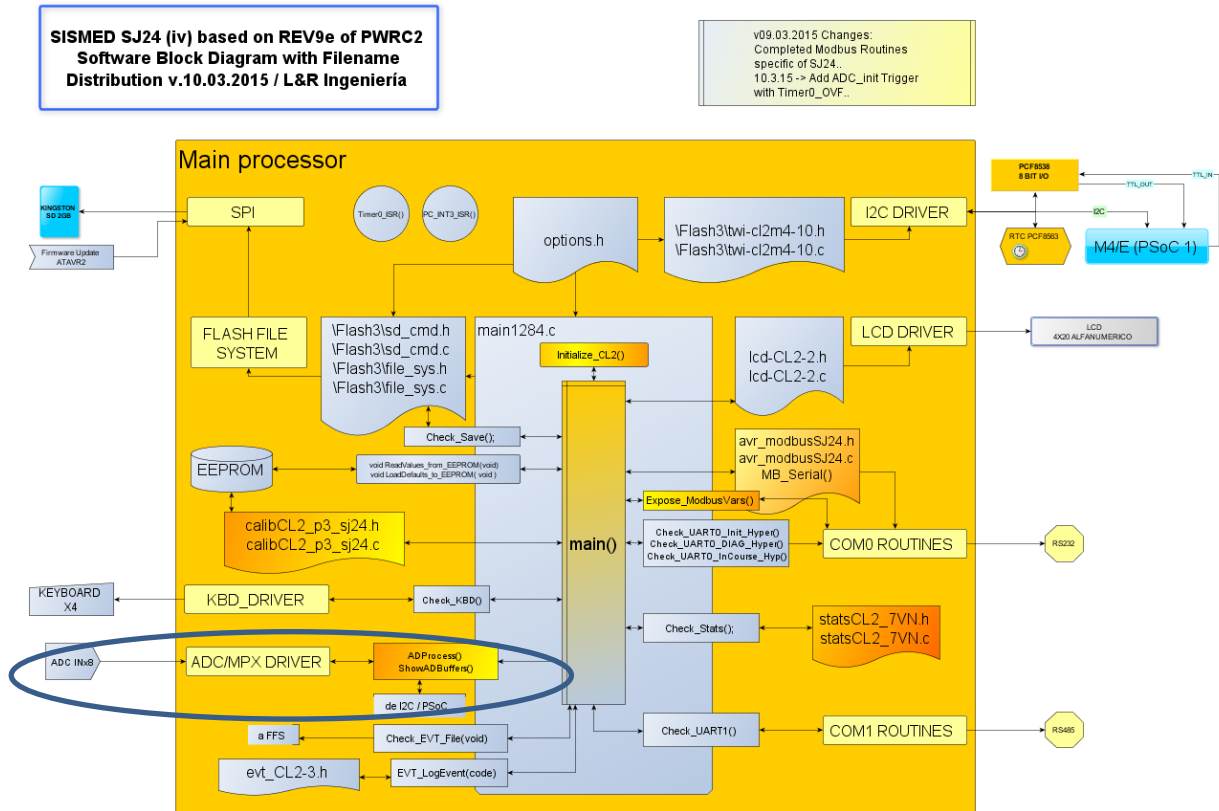 SISMED SJ24 (iv) based on REV9e of PWRC2
Software Block Diagram with Filename
Distribution v.10.03.2015 / L&R Ingeniería
v09.03.2015 Changes:
Completed Modbus Routines
specific of SJ24..
10.3.15 -> Add ADC_init Trigger
with Timer0_OVF..
Main processor
KINGSTON
SD 2GB
Firmware Update
ATAVR2
SPI
Timer0_ISR()
PC_INT3_ISR()
options.h
\Flash3\twi-cl2m4-10.h
\Flash3\twi-cl2m4-10.c
I2C DRIVER
PCF8538
8 BIT I/O
TTL_IN
TTL_OUT
I2C
RTC PCF8563
M4/E (PSoC 1)
FLASH FILE
SYSTEM
\Flash3\sd_cmd.h
\Flash3\sd_cmd.c
\Flash3\file_sys.h
\Flash3\file_sys.c
main1284.c
Initialize_CL2()
lcd-CL2-2.h
lcd-CL2-2.c
LCD DRIVER
LCD
4X20 ALFANUMERICO
Check_Save();
EEPROM
void ReadValues_from_EEPROM(void)
void LoadDefaults_to_EEPROM( void )
avr_modbusSJ24.h
avr_modbusSJ24.c
MB_Serial()
Expose_ModbusVars()
calibCL2_p3_sj24.h
calibCL2_p3_sj24.c
main()
Check_UART0_Init_Hyper()
Check_UART0_DIAG_Hyper()
Check_UART0_InCourse_Hyp()
COM0 ROUTINES
RS232
KEYBOARD
X4
KBD_DRIVER
Check_KBD()
Check_Stats();
statsCL2_7VN.h
statsCL2_7VN.c
ADC INx8
ADC/MPX DRIVER
ADProcess()
ShowADBuffers()
de I2C / PSoC
a FFS
Check_EVT_File(void)
Check_UART1()
COM1 ROUTINES
RS485
evt_CL2-3.h
EVT_LogEvent(code)